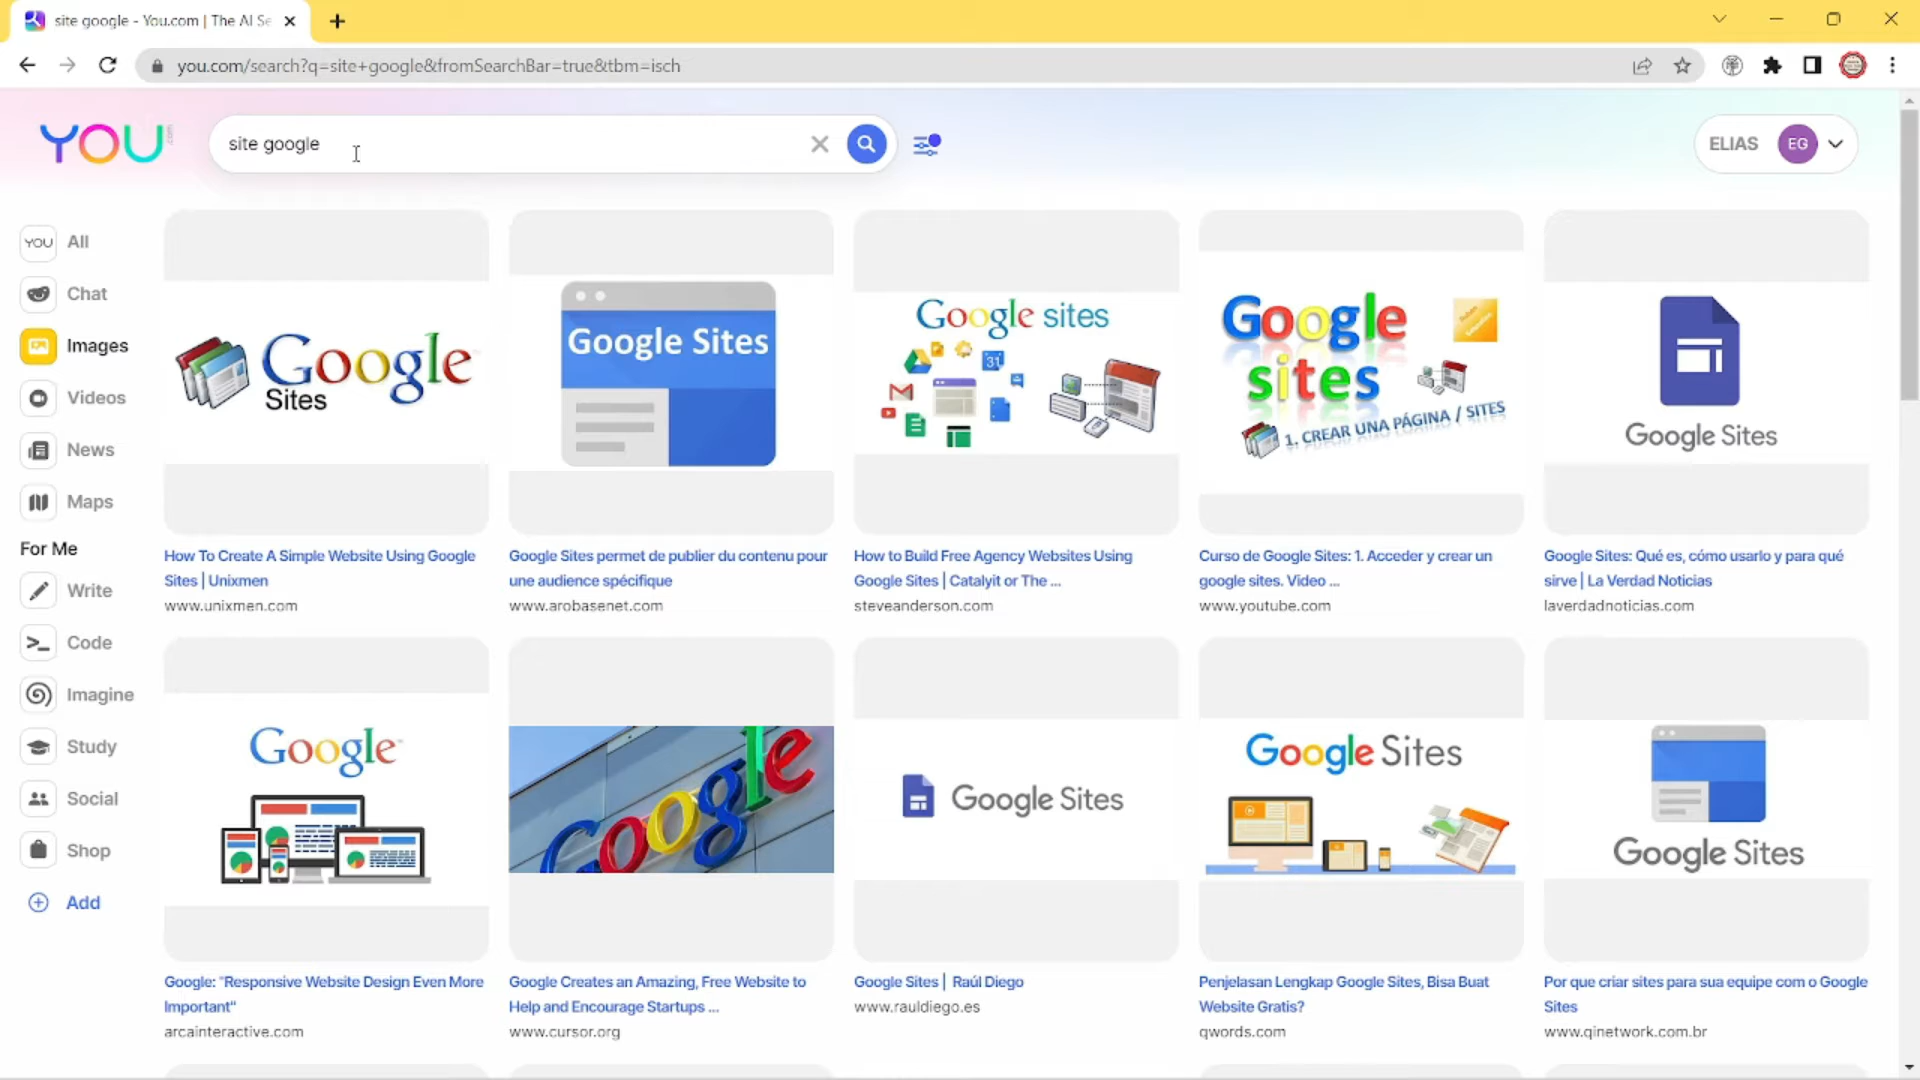 site google - You.com | The AI Se
you.com/search?q=site+google&fromSearchBar=true&tbm=isch
YOU
.com
site google
ELIAS
EG
YOU
All
Chat
Images
Videos
News
Maps
For Me
Write
Code
Imagine
Study
Social
Shop
Add
Google
Sites
How To Create A Simple Website Using Google
Sites | Unixmen
www.unixmen.com
Google Sites
Google Sites permet de publier du contenu pour
une audience spécifique
www.arobasenet.com
Google sites
31
How to Build Free Agency Websites Using
Google Sites | Catalyit or The ...
steveanderson.com
Google
sites
1. CREAR UNA PÁGINA / SITES
Curso de Google Sites: 1. Acceder y crear un
google sites. Video ...
www.youtube.com
Google Sites
Google Sites: Qué es, cómo usarlo y para qué
sirve | La Verdad Noticias
laverdadnoticias.com
Google
Google: "Responsive Website Design Even More
Important"
arcainteractive.com
Google
Google Creates an Amazing, Free Website to
Help and Encourage Startups ...
www.cursor.org
Google Sites
Google Sites | Raúl Diego
www.rauldiego.es
Google Sites
Penjelasan Lengkap Google Sites, Bisa Buat
Website Gratis?
qwords.com
Google Sites
Por que criar sites para sua equipe com o Google
Sites
www.qinetwork.com.br